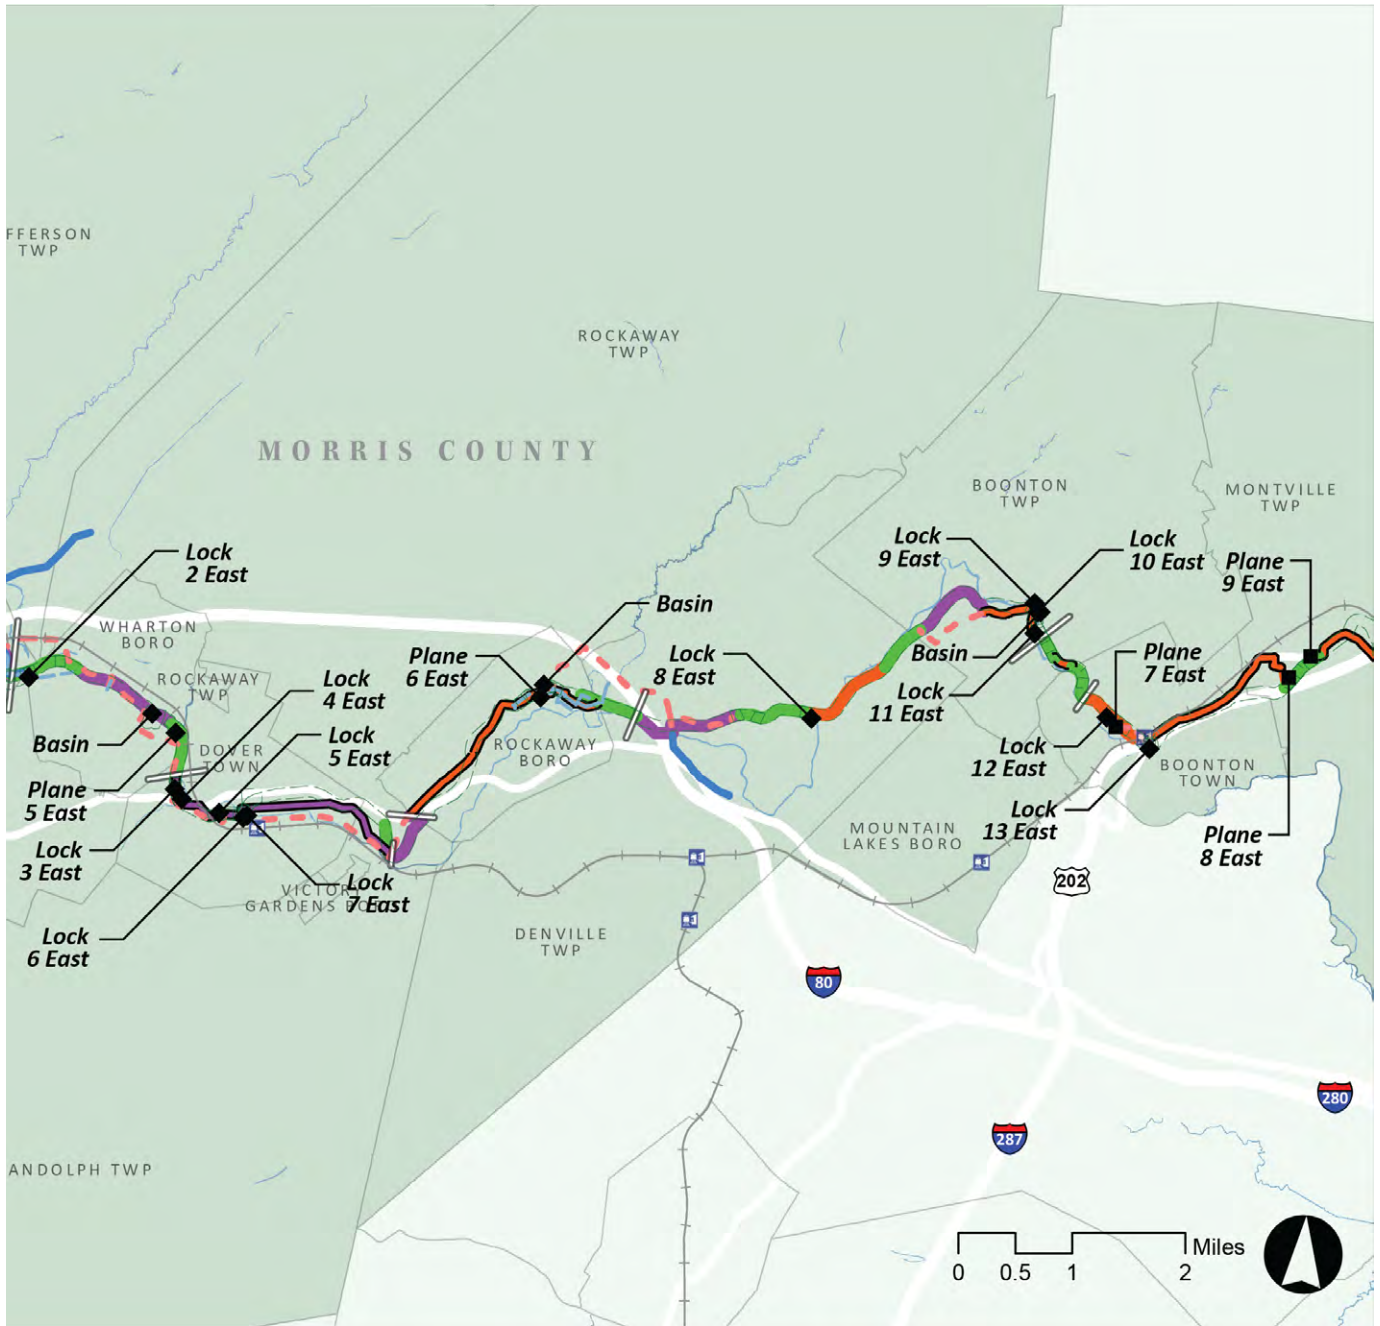 FFERSON
TWP
ROCKAWAY
TWP
MORRIS COUNTY
BOONTON
TWP
MONTVILLE
TWP
Lock
2 East
Lock
9 East
Lock
10 East
Plane
9 East
Basin
WHARTON
BORO
ROCKAWAY
TWP
Plane
6 East
Lock
8 East
Basin
Plane
7 East
Lock
4 East
Lock
11 East
Basin
DOVER
TOWN
Lock
5 East
ROCKAWAY
BORO
Lock
12 East
BOONTON
TOWN
Plane
5 East
Lock
13 East
Plane
8 East
Lock
3 East
MOUNTAIN
LAKES BORO
VICTORY
GARDENS BO
Lock
7 East
202
Lock
6 East
DENVILLE
TWP
80
280
287
ANDOLPH TWP
Miles
0 0.5 1 2